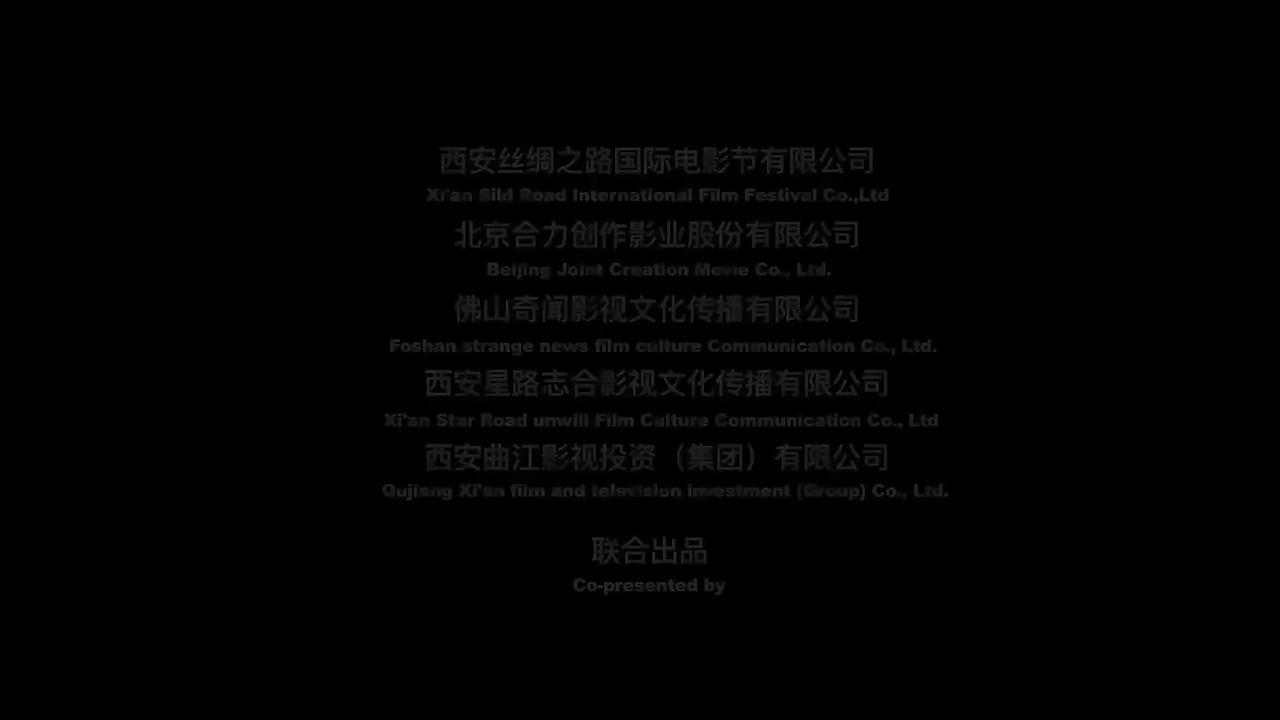 西安丝绸之路国际电影节有限公司
Xi'an Sild Road International Film Festival Co.,Ltd
北京合力创作影业股份有限公司
Beijing Joint Creation Movie Co., Ltd.
佛山奇闻影视文化传播有限公司
Foshan strange news film culture Communication Co., Ltd.
西安星路志合影视文化传播有限公司
Xi'an Star Road unwill Film Culture Communication Co., Ltd
西安曲江影视投资（集团）有限公司
Qujiang Xi'an film and television investment (Group) Co., Ltd.
联合出品
Co-presented by